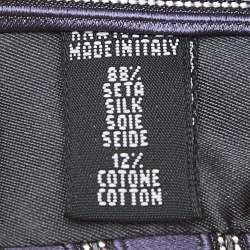 MADE IN ITALY
88%
SETA
SILK
SOIE
SEIDE
12%
COTONE
COTTON